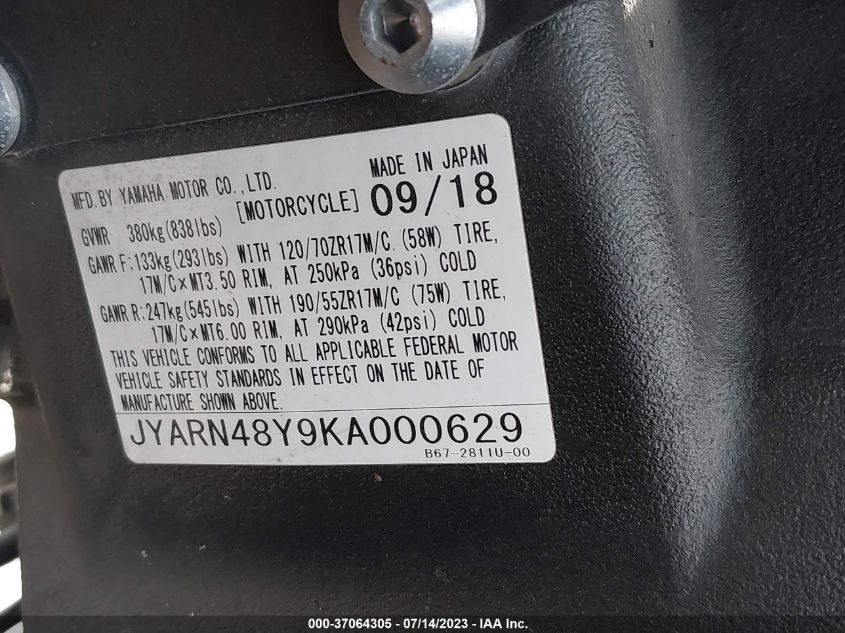 MFD.BY YAMAHA MOTOR CO.,LTD. MADE IN JAPAN
[MOTORCYCLE] 09/18
GVWR 380kg(838lbs)
GAWR F:133kg(293lbs) WITH 120/70ZR17M/C (58W) TIRE,
17M/C×MT3.50 RIM, AT 250kPa (36psi) COLD
GAWR R:247kg(545lbs) WITH 190/55ZR17M/C (75W) TIRE,
17M/C×MT6.00 RIM, AT 290kPa (42psi) COLD
THIS VEHICLE CONFORMS TO ALL APPLICABLE FEDERAL MOTOR
VEHICLE SAFETY STANDARDS IN EFFECT ON THE DATE OF
MANUFACTURE SHOWN ABOVE.
JYARN48Y9KA000629
B67-2811U-00
000-37064305 - 07/14/2023 - IAA Inc.